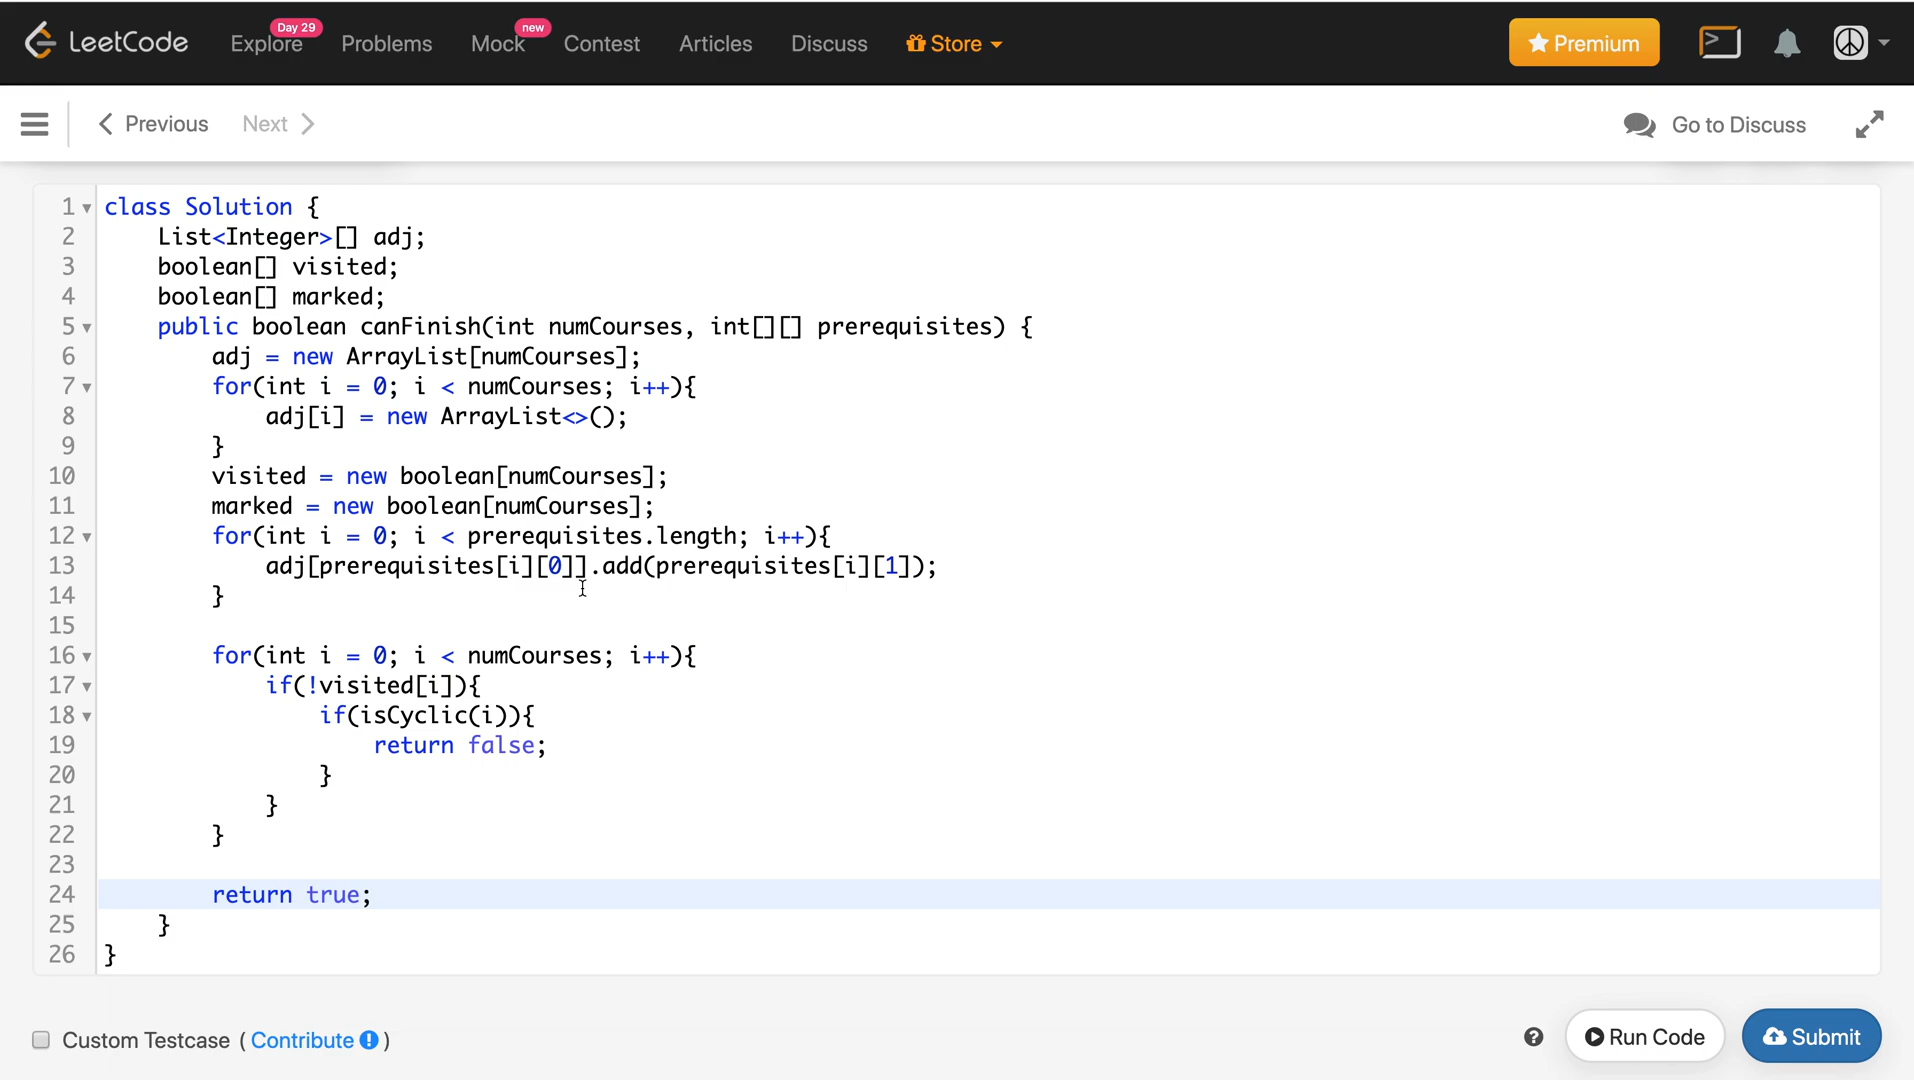 LeetCode Explore Day 29 Problems Mock new Contest Articles Discuss Store Premium
Previous Next Go to Discuss
1 class Solution {
2 List<Integer>[] adj;
3 boolean[] visited;
4 boolean[] marked;
5 public boolean canFinish(int numCourses, int[][] prerequisites) {
6 adj = new ArrayList[numCourses];
7 for(int i = 0; i < numCourses; i++){
8 adj[i] = new ArrayList<>();
9 }
10 visited = new boolean[numCourses];
11 marked = new boolean[numCourses];
12 for(int i = 0; i < prerequisites.length; i++){
13 adj[prerequisites[i][0]].add(prerequisites[i][1]);
14 }
15
16 for(int i = 0; i < numCourses; i++){
17 if(!visited[i]){
18 if(isCyclic(i)){
19 return false;
20 }
21 }
22 }
23
24 return true;
25 }
26 }
Custom Testcase ( Contribute ! ) ? Run Code Submit